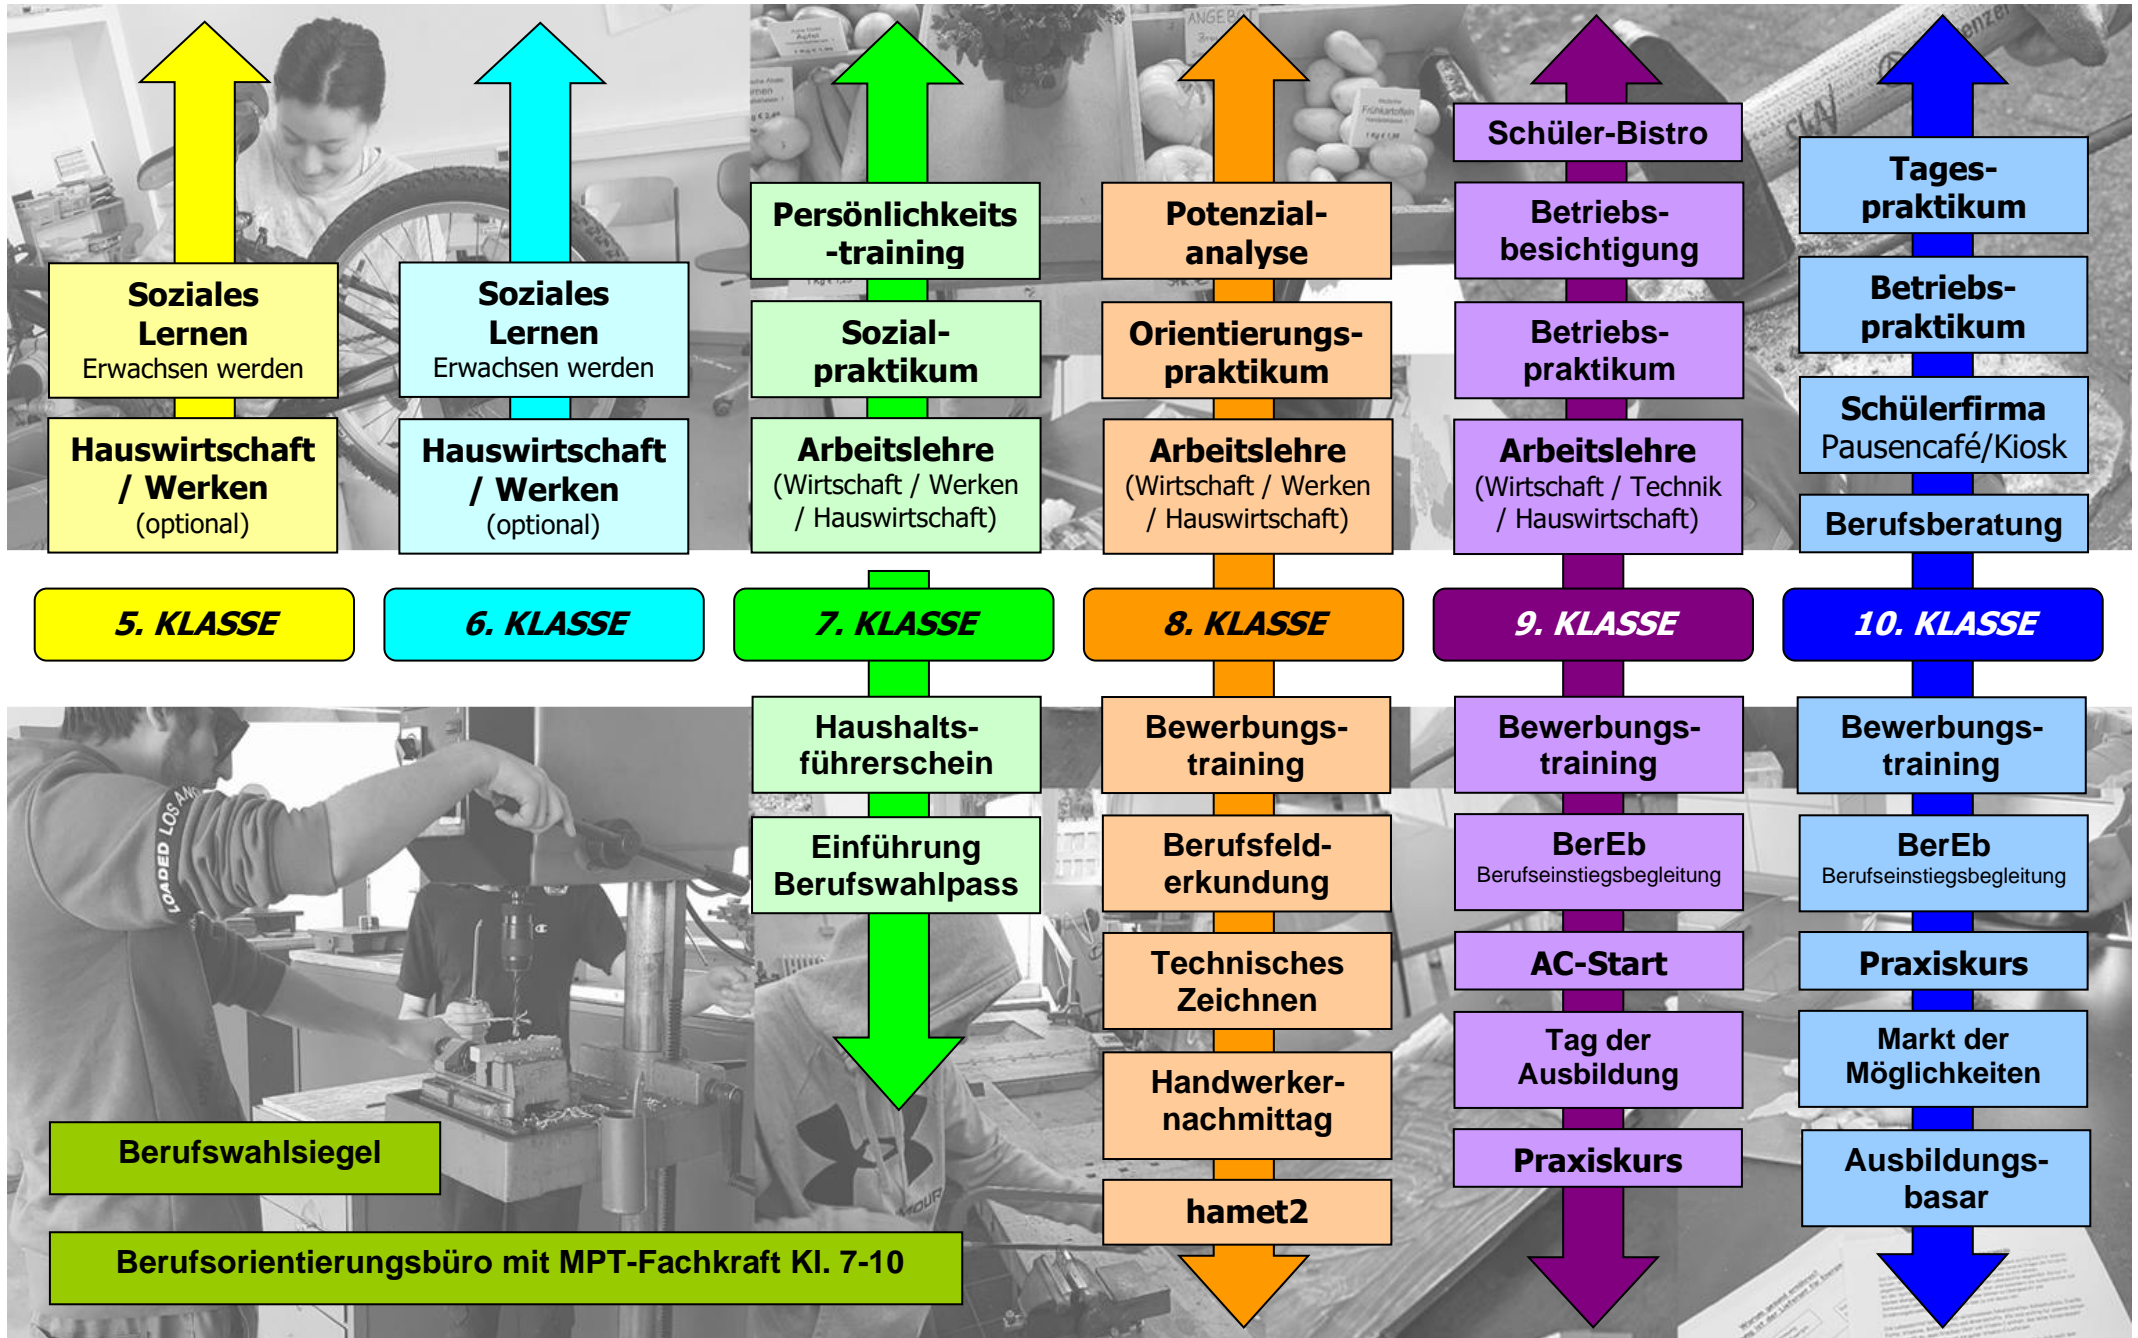 Soziales
Lernen
Erwachsen werden
Hauswirtschaft
/ Werken
(optional)
5. KLASSE
Soziales
Lernen
Erwachsen werden
Hauswirtschaft
/ Werken
(optional)
6. KLASSE
Persönlichkeits
-training
Sozial-
praktikum
Arbeitslehre
(Wirtschaft / Werken
/ Hauswirtschaft)
7. KLASSE
Haushalts-
führerschein
Einführung
Berufswahlpass
Potenzial-
analyse
Orientierungs-
praktikum
Arbeitslehre
(Wirtschaft / Werken
/ Hauswirtschaft)
8. KLASSE
Bewerbungs-
training
Berufsfeld-
erkundung
Technisches
Zeichnen
Handwerker-
nachmittag
hamet2
Schüler-Bistro
Betriebs-
besichtigung
Betriebs-
praktikum
Arbeitslehre
(Wirtschaft / Technik
/ Hauswirtschaft)
9. KLASSE
Bewerbungs-
training
BerEb
Berufseinstiegsbegleitung
AC-Start
Tag der
Ausbildung
Praxiskurs
Tages-
praktikum
Betriebs-
praktikum
Schülerfirma
Pausencafé/Kiosk
Berufsberatung
10. KLASSE
Bewerbungs-
training
BerEb
Berufseinstiegsbegleitung
Praxiskurs
Markt der
Möglichkeiten
Ausbildungs-
basar
Berufswahlsiegel
Berufsorientierungsbüro mit MPT-Fachkraft Kl. 7-10
ANGEBOT
Apfel
Frühkartoffeln
LOADED LOS